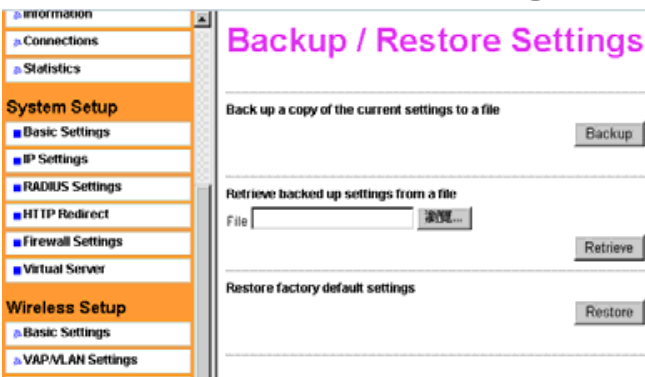 Information
Connections
Statistics
System Setup
Basic Settings
IP Settings
RADIUS Settings
HTTP Redirect
Firewall Settings
Virtual Server
Wireless Setup
Basic Settings
VAP/VLAN Settings
Backup / Restore Settings
Back up a copy of the current settings to a file
Backup
Retrieve backed up settings from a file
File 瀏覽...
Retrieve
Restore factory default settings
Restore